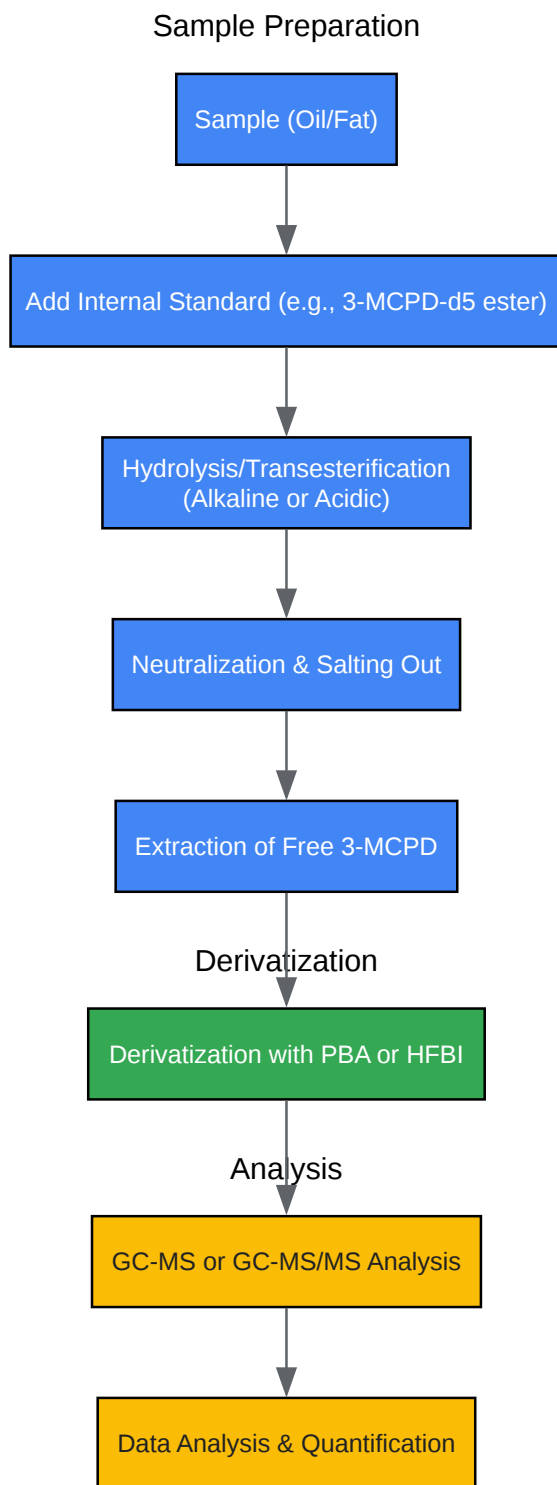 Sample Preparation
Sample (Oil/Fat)
Add Internal Standard (e.g., 3-MCPD-d5 ester)
Hydrolysis/Transesterification
(Alkaline or Acidic)
Neutralization & Salting Out
Extraction of Free 3-MCPD
Derivatization
Derivatization with PBA or HFBI
Analysis
GC-MS or GC-MS/MS Analysis
Data Analysis & Quantification